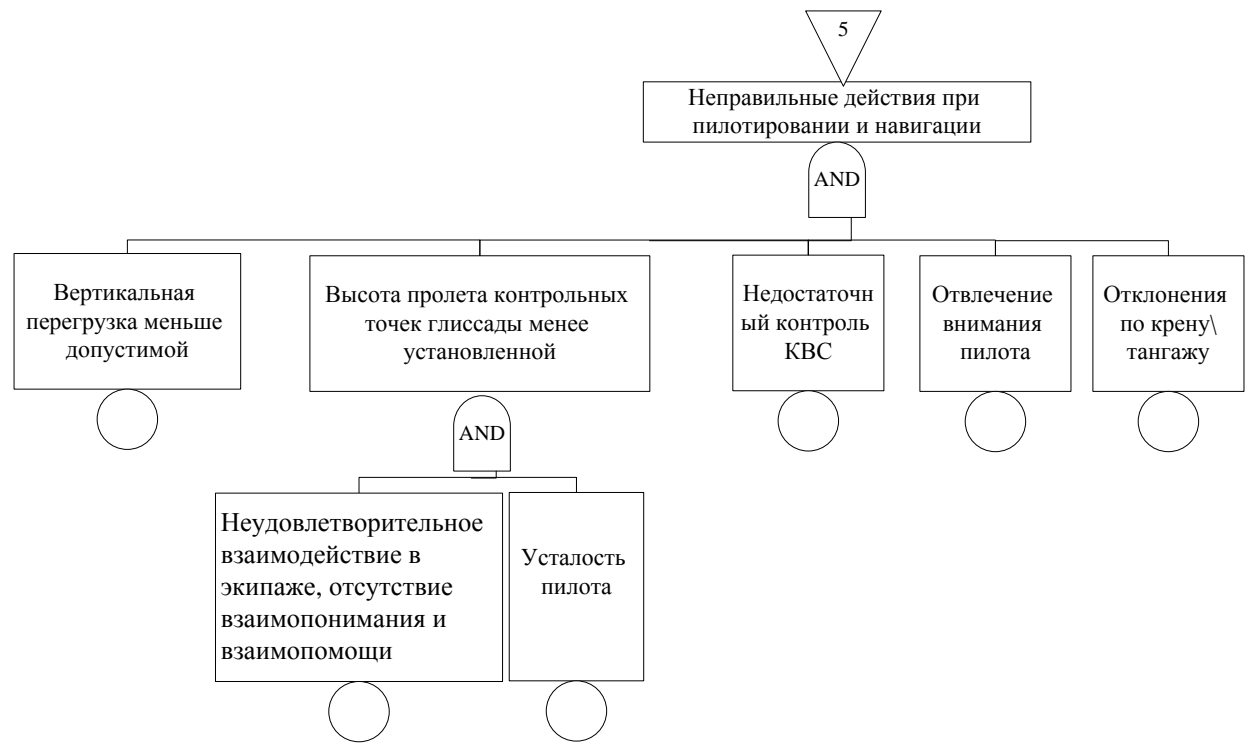 5
Неправильные действия при
пилотировании и навигации
AND
Вертикальная
перегрузка меньше
допустимой
Высота пролета контрольных
точек глиссады менее
установленной
Недостаточн
ый контроль
КВС
Отвлечение
внимания
пилота
Отклонения
по крену\
тангажу
AND
Неудовлетворительное
взаимодействие в
экипаже, отсутствие
взаимопонимания и
взаимопомощи
Усталость
пилота